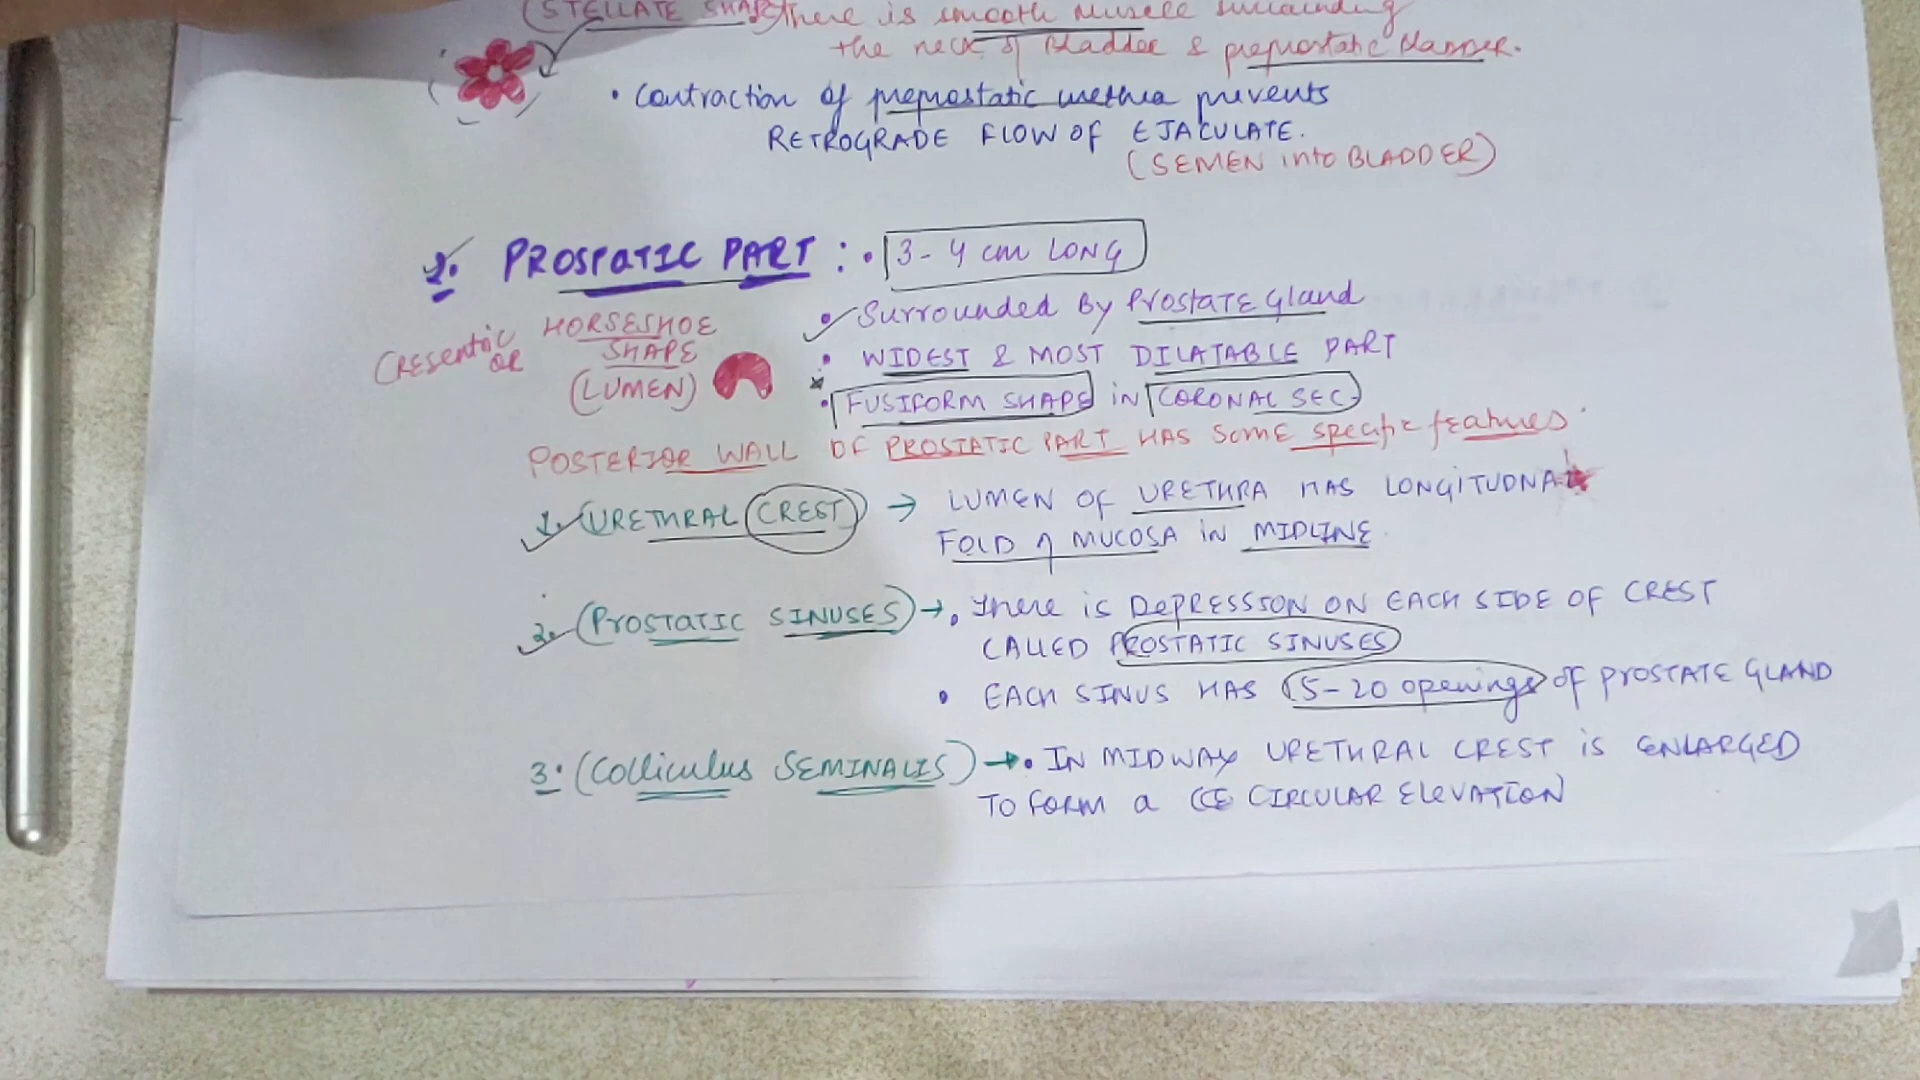 (STELLATE SHAPE) There is smooth muscle surrounding
the neck of Bladder & preprostatic
• Contraction of preprostatic urethra prevents
RETROGRADE FLOW OF EJACULATE.
(SEMEN into BLADDER)
2. PROSTATIC PART : • 3-4 cm LONG
• Surrounded By Prostate Gland
CRESentic OR HORSESHOE SHAPE (LUMEN)
• WIDEST & MOST DILATABLE PART
• FUSIFORM SHAPE in CORONAL SEC.
POSTERIOR WALL OF PROSTATIC PART HAS SOME specific features.
1. (URETHRAL CREST) → LUMEN OF URETHRA HAS LONGITUDNAL
FOLD of MUCOSA in MIDLINE.
2. (PROSTATIC SINUSES) → • There is DEPRESSION ON EACH SIDE OF CREST
CALLED PROSTATIC SINUSES
• EACH SINUS HAS 15-20 openings OF PROSTATE GLAND
3. (Colliculus SEMINALIS) → • IN MIDWAY URETHRAL CREST is ENLARGED
TO FORM a CIRCULAR ELEVATION